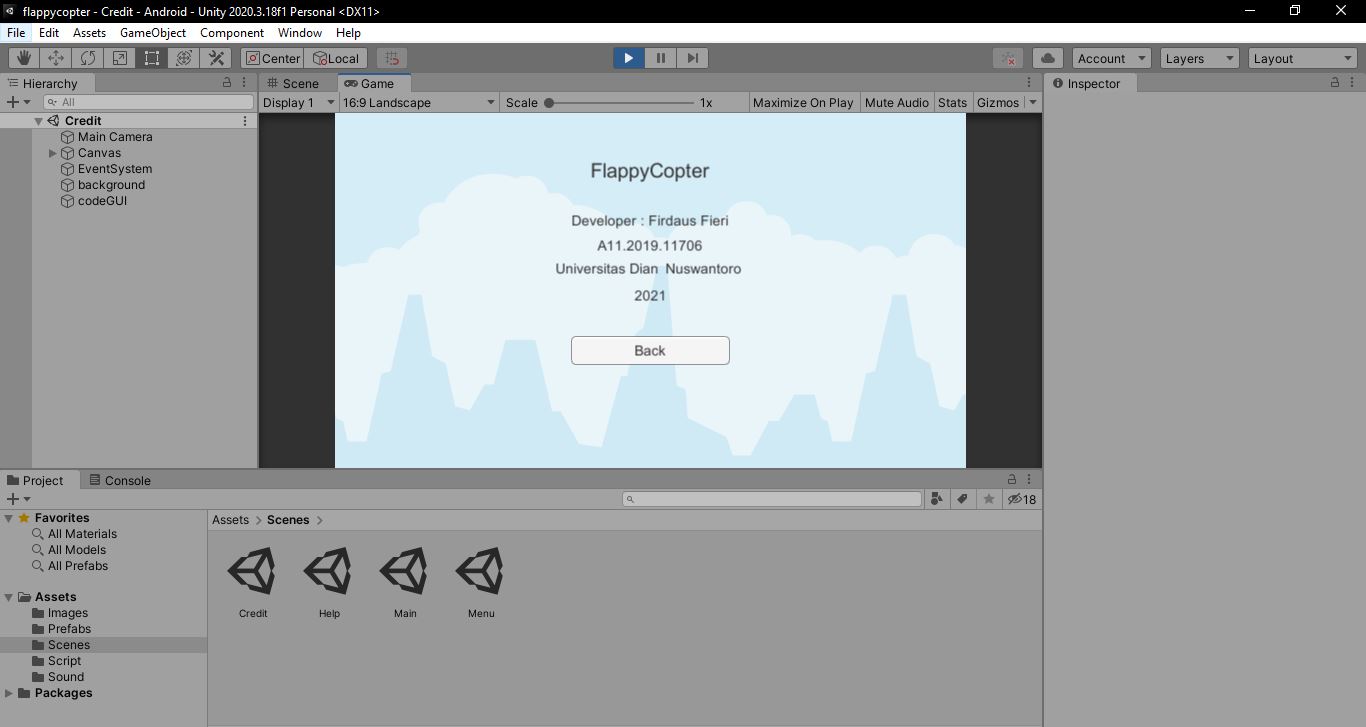 flappycopter - Credit - Android - Unity 2020.3.18f1 Personal <DX11>
File Edit Assets GameObject Component Window Help
Center Local Account Layers Layout
Hierarchy
All
Credit
Main Camera
Canvas
EventSystem
background
codeGUI
Scene Game
Display 1 16:9 Landscape Scale 1x Maximize On Play Mute Audio Stats Gizmos
FlappyCopter
Developer : Firdaus Fieri
A11.2019.11706
Universitas Dian Nuswantoro
2021
Back
Inspector
Project Console
18
Favorites
All Materials
All Models
All Prefabs
Assets
Images
Prefabs
Scenes
Script
Sound
Packages
Assets > Scenes >
Credit Help Main Menu